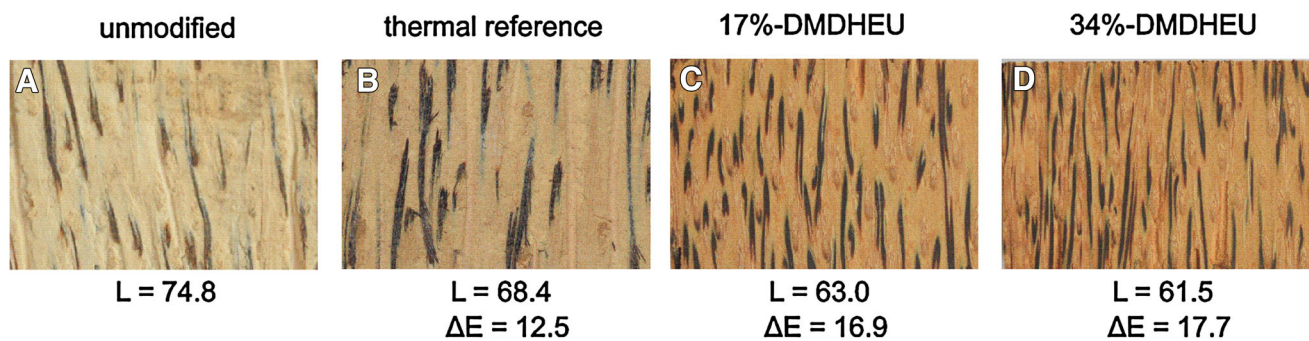 unmodified
thermal reference
17%-DMDHEU
34%-DMDHEU
A
B
C
D
L = 74.8
L = 68.4
L = 63.0
L = 61.5
ΔE = 12.5
ΔE = 16.9
ΔE = 17.7